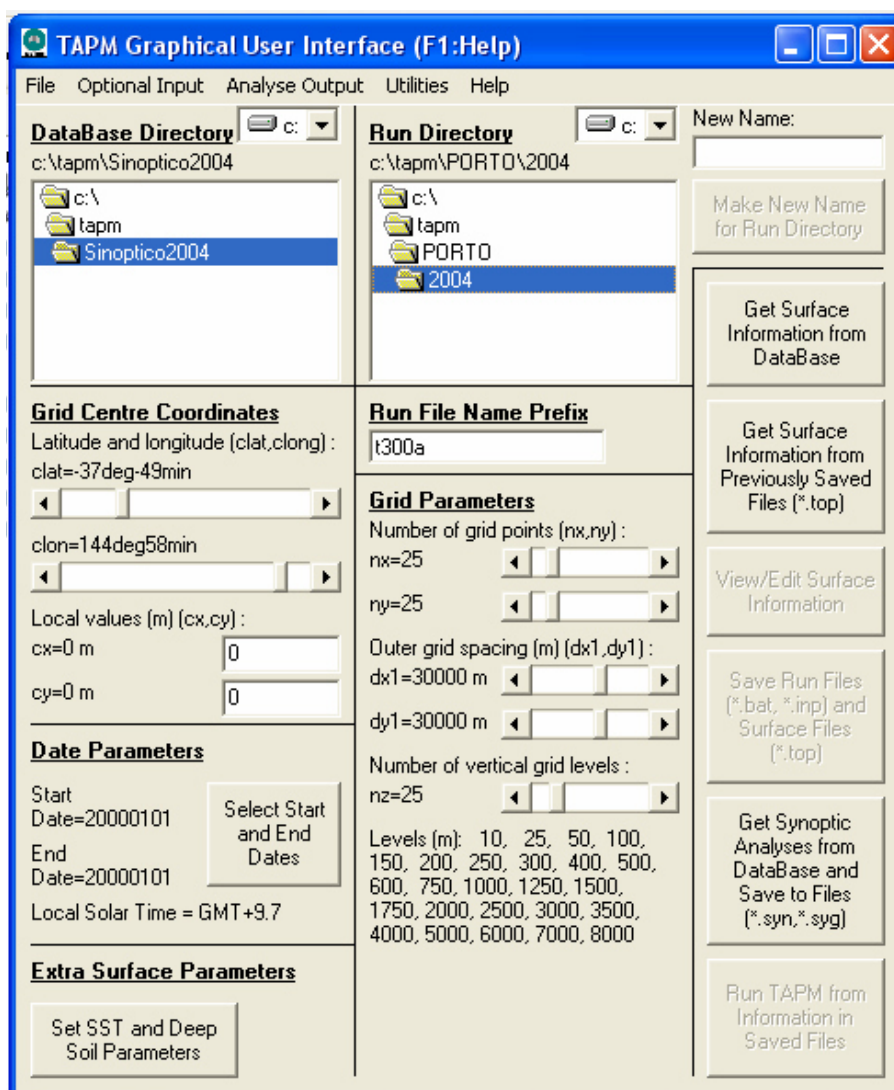 TAPM Graphical User Interface (F1:Help)
File Optional Input Analyse Output Utilities Help
DataBase Directory
c:
c:\tapm\Sinoptico2004
c:\
tapm
Sinoptico2004
Run Directory
c:
c:\tapm\PORTO\2004
c:\
tapm
PORTO
2004
New Name:
Make New Name
for Run Directory
Get Surface
Information from
DataBase
Get Surface
Information from
Previously Saved
Files (*.top)
View/Edit Surface
Information
Save Run Files
(*.bat, *.inp) and
Surface Files
(*.top)
Get Synoptic
Analyses from
DataBase and
Save to Files
(*.syn,*.syg)
Run TAPM from
Information in
Saved Files
Grid Centre Coordinates
Latitude and longitude (clat,clong) :
clat=-37deg-49min
clon=144deg58min
Local values (m) (cx,cy) :
cx=0 m
0
cy=0 m
0
Date Parameters
Start
Date=20000101
End
Date=20000101
Select Start
and End
Dates
Local Solar Time = GMT+9.7
Extra Surface Parameters
Set SST and Deep
Soil Parameters
Run File Name Prefix
t300a
Grid Parameters
Number of grid points (nx,ny) :
nx=25
ny=25
Outer grid spacing (m) (dx1,dy1) :
dx1=30000 m
dy1=30000 m
Number of vertical grid levels :
nz=25
Levels (m): 10, 25, 50, 100,
150, 200, 250, 300, 400, 500,
600, 750, 1000, 1250, 1500,
1750, 2000, 2500, 3000, 3500,
4000, 5000, 6000, 7000, 8000